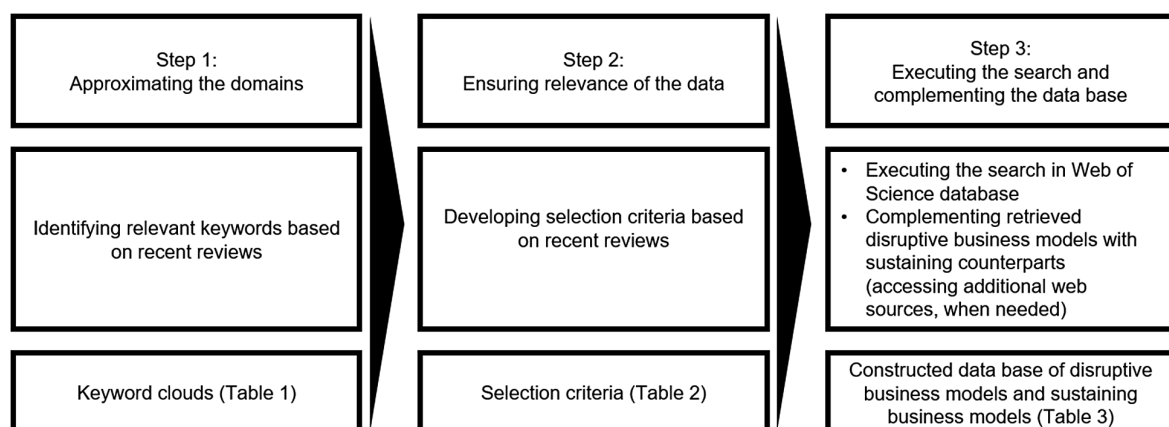 Step 1:
Approximating the domains
Identifying relevant keywords based
on recent reviews
Keyword clouds (Table 1)
Step 2:
Ensuring relevance of the data
Developing selection criteria based
on recent reviews
Selection criteria (Table 2)
Step 3:
Executing the search and
complementing the data base
• Executing the search in Web of
Science database
• Complementing retrieved
disruptive business models with
sustaining counterparts
(accessing additional web
sources, when needed)
Constructed data base of disruptive
business models and sustaining
business models (Table 3)